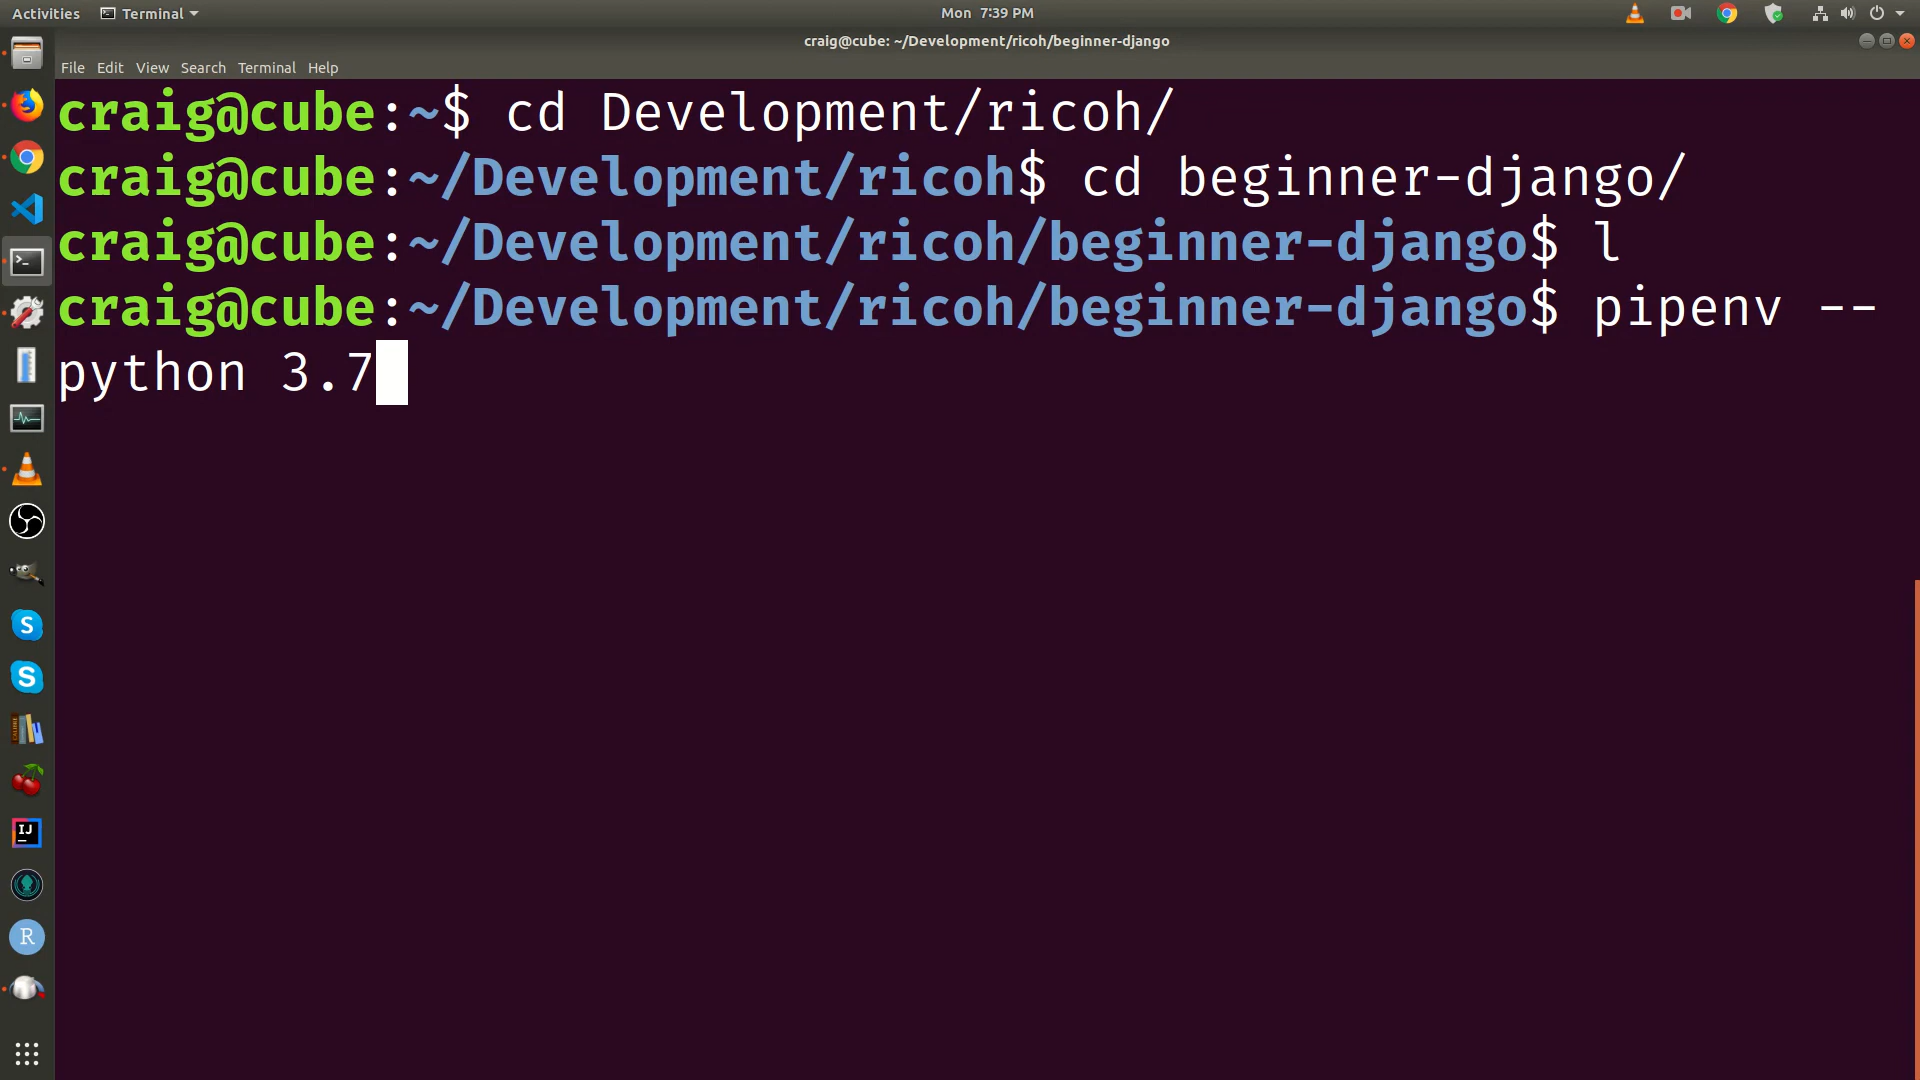 Activities Terminal Mon 7:39 PM
craig@cube: ~/Development/ricoh/beginner-django
File Edit View Search Terminal Help
craig@cube:~$ cd Development/ricoh/
craig@cube:~/Development/ricoh$ cd beginner-django/
craig@cube:~/Development/ricoh/beginner-django$ l
craig@cube:~/Development/ricoh/beginner-django$ pipenv --
python 3.7
S
S
IJ
R